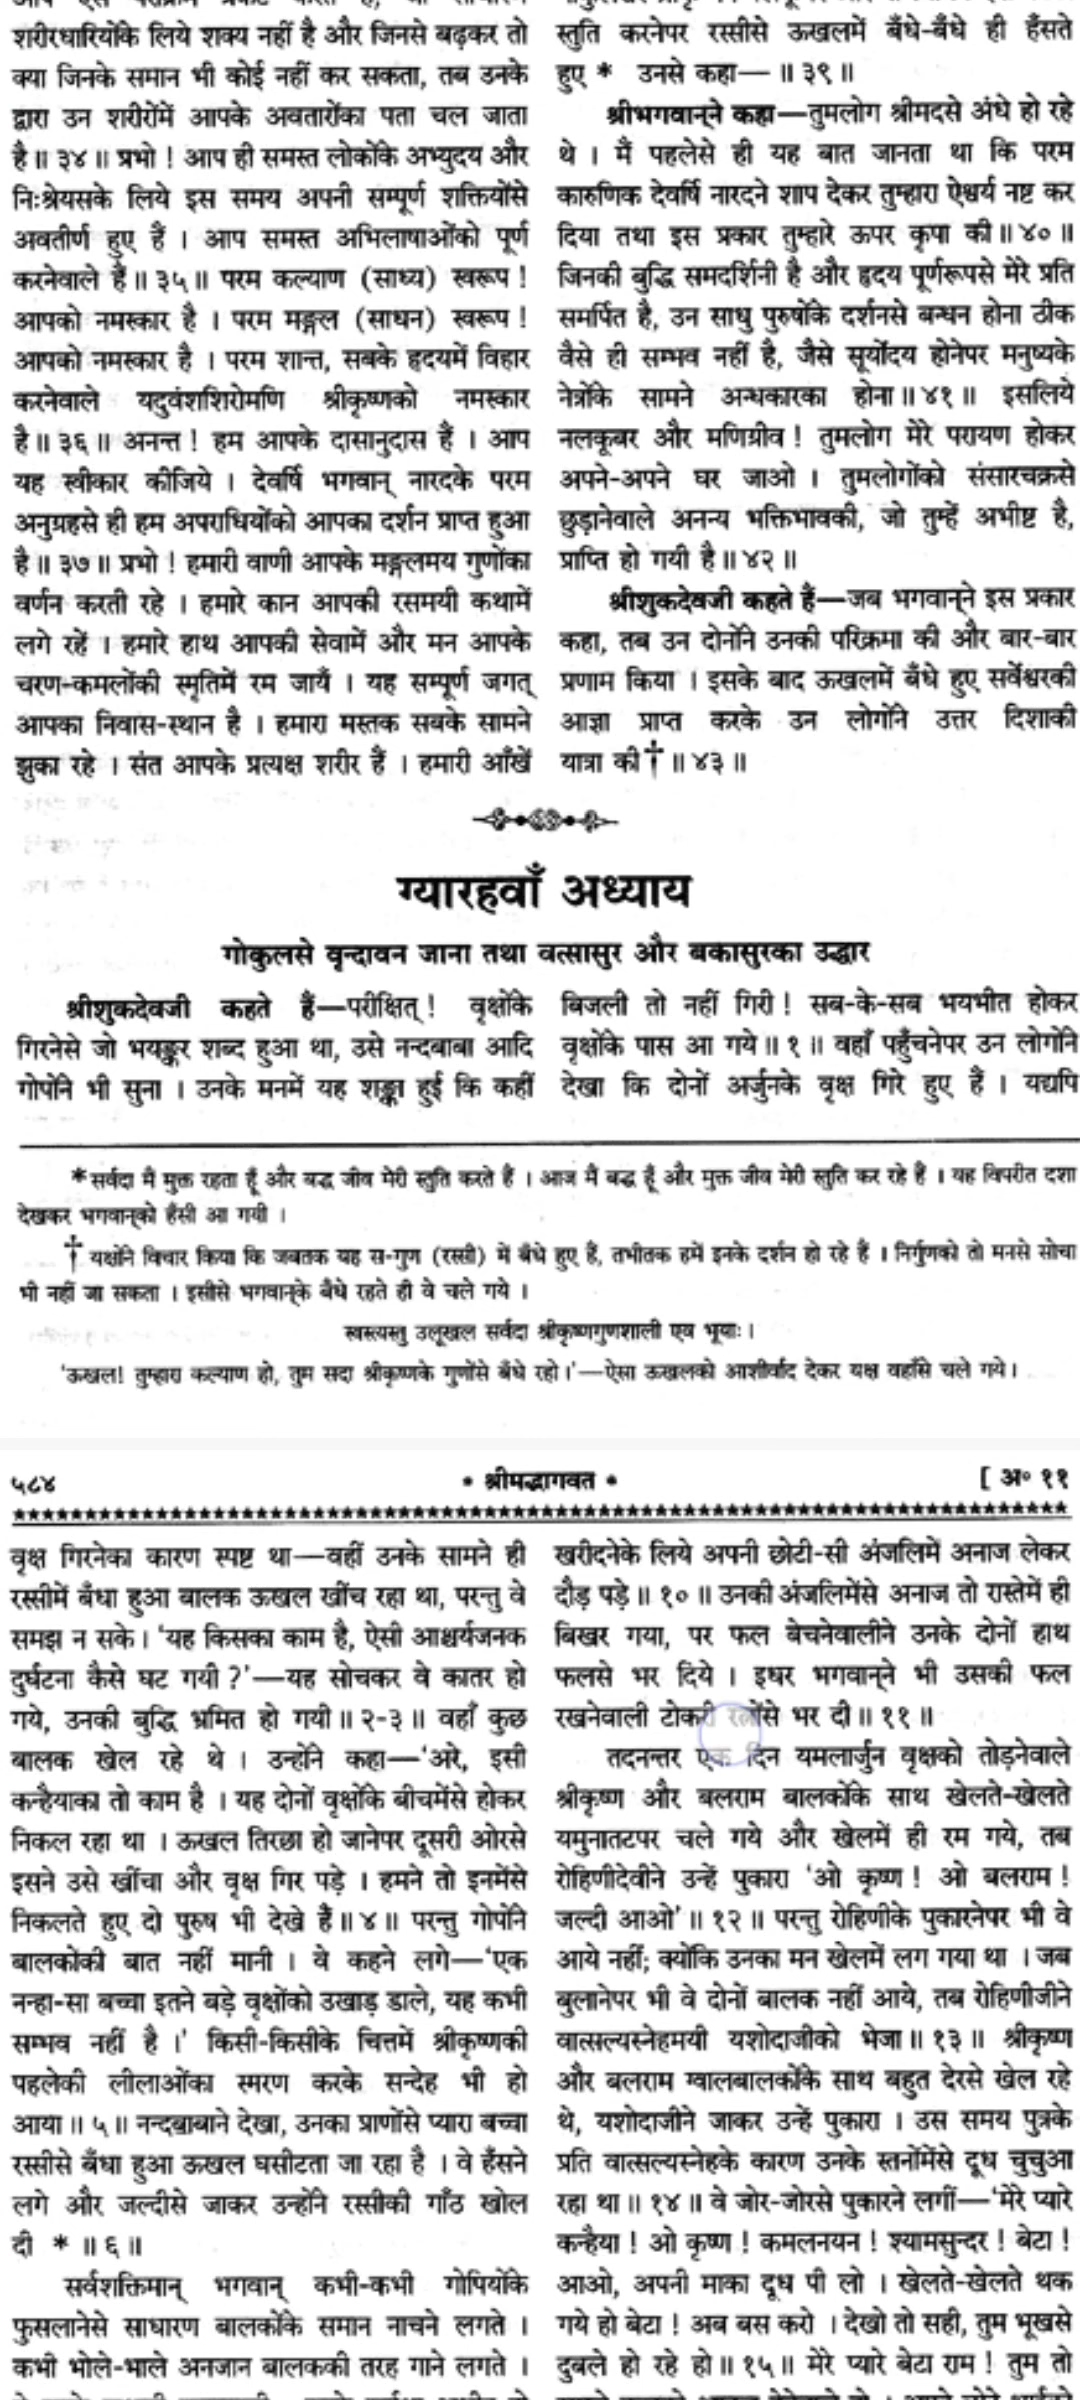 शरीरधारियोंके लिये शक्य नहीं है और जिनसे बढ़कर तो
क्या जिनके समान भी कोई नहीं कर सकता, तब उनके
द्वारा उन शरीरोंमें आपके अवतारोंका पता चल जाता
है॥ ३४॥ प्रभो ! आप ही समस्त लोकोंके अभ्युदय और
निःश्रेयसके लिये इस समय अपनी सम्पूर्ण शक्तियोंसे
अवतीर्ण हुए हैं । आप समस्त अभिलाषाओंको पूर्ण
करनेवाले हैं॥ ३५॥ परम कल्याण (साध्य) स्वरूप !
आपको नमस्कार है । परम मङ्गल (साधन) स्वरूप !
आपको नमस्कार है । परम शान्त, सबके हृदयमें विहार
करनेवाले यदुवंशशिरोमणि श्रीकृष्णको नमस्कार
है॥ ३६॥ अनन्त ! हम आपके दासानुदास हैं । आप
यह स्वीकार कीजिये । देवर्षि भगवान् नारदके परम
अनुग्रहसे ही हम अपराधियोंको आपका दर्शन प्राप्त हुआ
है॥ ३७॥ प्रभो ! हमारी वाणी आपके मङ्गलमय गुणोंका
वर्णन करती रहे । हमारे कान आपकी रसमयी कथामें
लगे रहें । हमारे हाथ आपकी सेवामें और मन आपके
चरण-कमलोंकी स्मृतिमें रम जायँ । यह सम्पूर्ण जगत्
आपका निवास-स्थान है । हमारा मस्तक सबके सामने
झुका रहे । संत आपके प्रत्यक्ष शरीर हैं । हमारी आँखें
स्तुति करनेपर रस्सीसे ऊखलमें बँधे-बँधे ही हँसते
हुए * उनसे कहा— ॥ ३९॥
श्रीभगवान्‌ने कहा—तुमलोग श्रीमदसे अंधे हो रहे
थे । मैं पहलेसे ही यह बात जानता था कि परम
कारुणिक देवर्षि नारदने शाप देकर तुम्हारा ऐश्वर्य नष्ट कर
दिया तथा इस प्रकार तुम्हारे ऊपर कृपा की॥ ४०॥
जिनकी बुद्धि समदर्शिनी है और हृदय पूर्णरूपसे मेरे प्रति
समर्पित है, उन साधु पुरुषोंके दर्शनसे बन्धन होना ठीक
वैसे ही सम्भव नहीं है, जैसे सूर्योदय होनेपर मनुष्यके
नेत्रोंके सामने अन्धकारका होना॥ ४१॥ इसलिये
नलकूबर और मणिग्रीव ! तुमलोग मेरे परायण होकर
अपने-अपने घर जाओ । तुमलोगोंको संसारचक्रसे
छुड़ानेवाले अनन्य भक्तिभावकी, जो तुम्हें अभीष्ट है,
प्राप्ति हो गयी है॥ ४२॥
श्रीशुकदेवजी कहते हैं—जब भगवान्‌ने इस प्रकार
कहा, तब उन दोनोंने उनकी परिक्रमा की और बार-बार
प्रणाम किया । इसके बाद ऊखलमें बँधे हुए सर्वेश्वरकी
आज्ञा प्राप्त करके उन लोगोंने उत्तर दिशाकी
यात्रा की † ॥ ४३॥
ग्यारहवाँ अध्याय
गोकुलसे वृन्दावन जाना तथा वत्सासुर और बकासुरका उद्धार
श्रीशुकदेवजी कहते हैं—परीक्षित् ! वृक्षोंके
गिरनेसे जो भयङ्कर शब्द हुआ था, उसे नन्दबाबा आदि
गोपोंने भी सुना । उनके मनमें यह शङ्का हुई कि कहीं
बिजली तो नहीं गिरी ! सब-के-सब भयभीत होकर
वृक्षोंके पास आ गये॥ १॥ वहाँ पहुँचनेपर उन लोगोंने
देखा कि दोनों अर्जुनके वृक्ष गिरे हुए हैं । यद्यपि
* सर्वदा मैं मुक्त रहता हूँ और बद्ध जीव मेरी स्तुति करते हैं । आज मैं बद्ध हूँ और मुक्त जीव मेरी स्तुति कर रहे हैं । यह विपरीत दशा
देखकर भगवान्‌को हँसी आ गयी ।
† यक्षोंने विचार किया कि जबतक यह स-गुण (रस्सी) में बँधे हुए हैं, तभीतक हमें इनके दर्शन हो रहे हैं । निर्गुणको तो मनसे सोचा
भी नहीं जा सकता । इसीसे भगवान्‌के बँधे रहते ही वे चले गये ।
स्वस्त्यस्तु उलूखल सर्वदा श्रीकृष्णगुणशाली एव भूयाः ।
'ऊखल! तुम्हारा कल्याण हो, तुम सदा श्रीकृष्णके गुणोंसे बँधे रहो।'—ऐसा ऊखलको आशीर्वाद देकर यक्ष वहाँसे चले गये।
५८४ * श्रीमद्भागवत * [ अ॰ ११
वृक्ष गिरनेका कारण स्पष्ट था—वहीं उनके सामने ही
रस्सीमें बँधा हुआ बालक ऊखल खींच रहा था, परन्तु वे
समझ न सके। 'यह किसका काम है, ऐसी आश्चर्यजनक
दुर्घटना कैसे घट गयी ?'—यह सोचकर वे कातर हो
गये, उनकी बुद्धि भ्रमित हो गयी॥ २-३॥ वहाँ कुछ
बालक खेल रहे थे । उन्होंने कहा—'अरे, इसी
कन्हैयाका तो काम है । यह दोनों वृक्षोंके बीचमेंसे होकर
निकल रहा था । ऊखल तिरछा हो जानेपर दूसरी ओरसे
इसने उसे खींचा और वृक्ष गिर पड़े । हमने तो इनमेंसे
निकलते हुए दो पुरुष भी देखे हैं॥ ४॥ परन्तु गोपोंने
बालकोंकी बात नहीं मानी । वे कहने लगे—'एक
नन्हा-सा बच्चा इतने बड़े वृक्षोंको उखाड़ डाले, यह कभी
सम्भव नहीं है ।' किसी-किसीके चित्तमें श्रीकृष्णकी
पहलेकी लीलाओंका स्मरण करके सन्देह भी हो
आया॥ ५॥ नन्दबाबाने देखा, उनका प्राणोंसे प्यारा बच्चा
रस्सीसे बँधा हुआ ऊखल घसीटता जा रहा है । वे हँसने
लगे और जल्दीसे जाकर उन्होंने रस्सीकी गाँठ खोल
दी * ॥ ६॥
सर्वशक्तिमान् भगवान् कभी-कभी गोपियोंके
फुसलानेसे साधारण बालकोंके समान नाचने लगते ।
कभी भोले-भाले अनजान बालककी तरह गाने लगते ।
खरीदनेके लिये अपनी छोटी-सी अंजलिमें अनाज लेकर
दौड़ पड़े॥ १०॥ उनकी अंजलिमेंसे अनाज तो रास्तेमें ही
बिखर गया, पर फल बेचनेवालीने उनके दोनों हाथ
फलसे भर दिये । इधर भगवान्‌ने भी उसकी फल
रखनेवाली टोकरी रत्नोंसे भर दी॥ ११॥
तदनन्तर एक दिन यमलार्जुन वृक्षको तोड़नेवाले
श्रीकृष्ण और बलराम बालकोंके साथ खेलते-खेलते
यमुनातटपर चले गये और खेलमें ही रम गये, तब
रोहिणीदेवीने उन्हें पुकारा 'ओ कृष्ण ! ओ बलराम !
जल्दी आओ'॥ १२॥ परन्तु रोहिणीके पुकारनेपर भी वे
आये नहीं; क्योंकि उनका मन खेलमें लग गया था । जब
बुलानेपर भी वे दोनों बालक नहीं आये, तब रोहिणीजीने
वात्सल्यस्नेहमयी यशोदाजीको भेजा॥ १३॥ श्रीकृष्ण
और बलराम ग्वालबालकोंके साथ बहुत देरसे खेल रहे
थे, यशोदाजीने जाकर उन्हें पुकारा । उस समय पुत्रके
प्रति वात्सल्यस्नेहके कारण उनके स्तनोंमेंसे दूध चुचुआ
रहा था॥ १४॥ वे जोर-जोरसे पुकारने लगीं—'मेरे प्यारे
कन्हैया ! ओ कृष्ण ! कमलनयन ! श्यामसुन्दर ! बेटा !
आओ, अपनी माका दूध पी लो । खेलते-खेलते थक
गये हो बेटा ! अब बस करो । देखो तो सही, तुम भूखसे
दुबले हो रहे हो॥ १५॥ मेरे प्यारे बेटा राम ! तुम तो